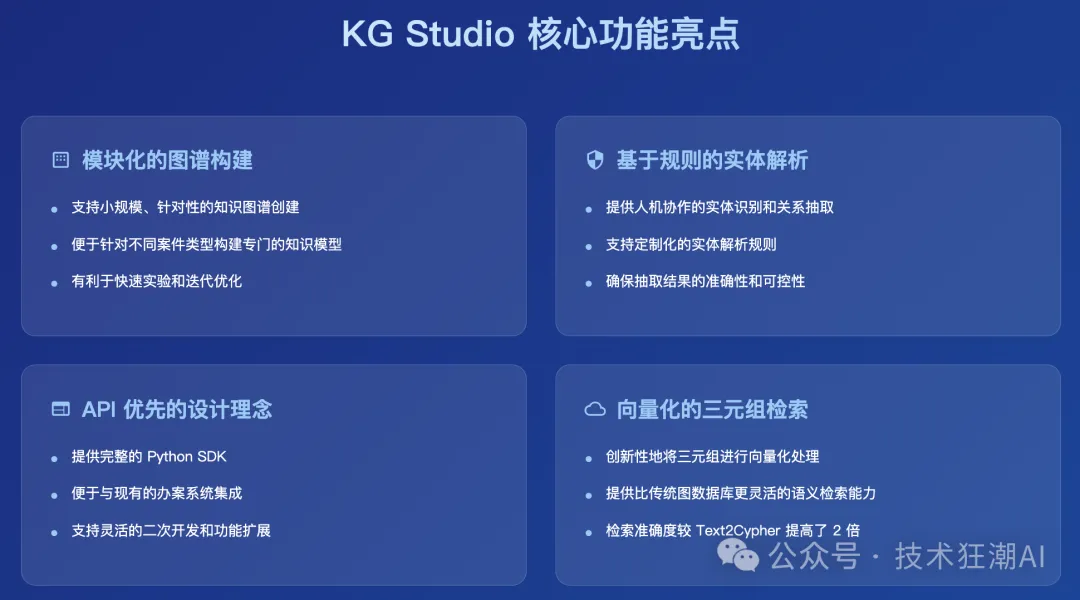 KG Studio 核心功能亮点
模块化的图谱构建
支持小规模、针对性的知识图谱创建
便于针对不同案件类型构建专门的知识模型
有利于快速实验和迭代优化
基于规则的实体解析
提供人机协作的实体识别和关系抽取
支持定制化的实体解析规则
确保抽取结果的准确性和可控性
API 优先的设计理念
提供完整的 Python SDK
便于与现有的办案系统集成
支持灵活的二次开发和功能扩展
向量化的三元组检索
创新性地将三元组进行向量化处理
提供比传统图数据库更灵活的语义检索能力
检索准确度较 Text2Cypher 提高了 2 倍
公众号 · 技术狂潮AI